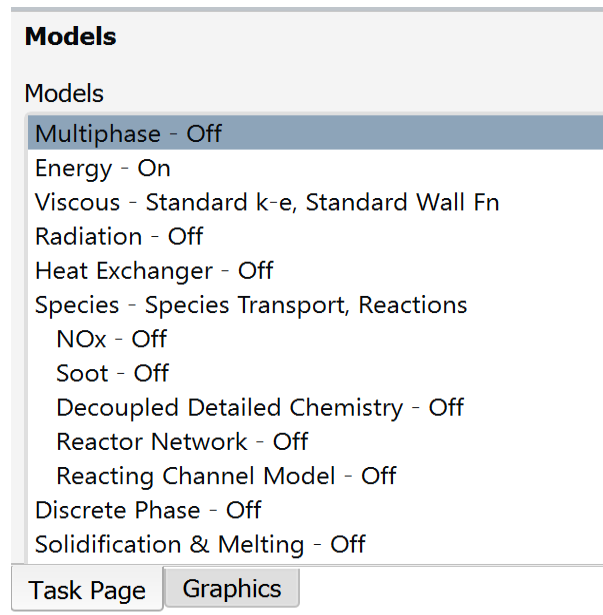 Models
Models
Multiphase - Off
Energy - On
Viscous - Standard k-e, Standard Wall Fn
Radiation - Off
Heat Exchanger - Off
Species - Species Transport, Reactions
NOx - Off
Soot - Off
Decoupled Detailed Chemistry - Off
Reactor Network - Off
Reacting Channel Model - Off
Discrete Phase - Off
Solidification & Melting - Off
Task Page Graphics